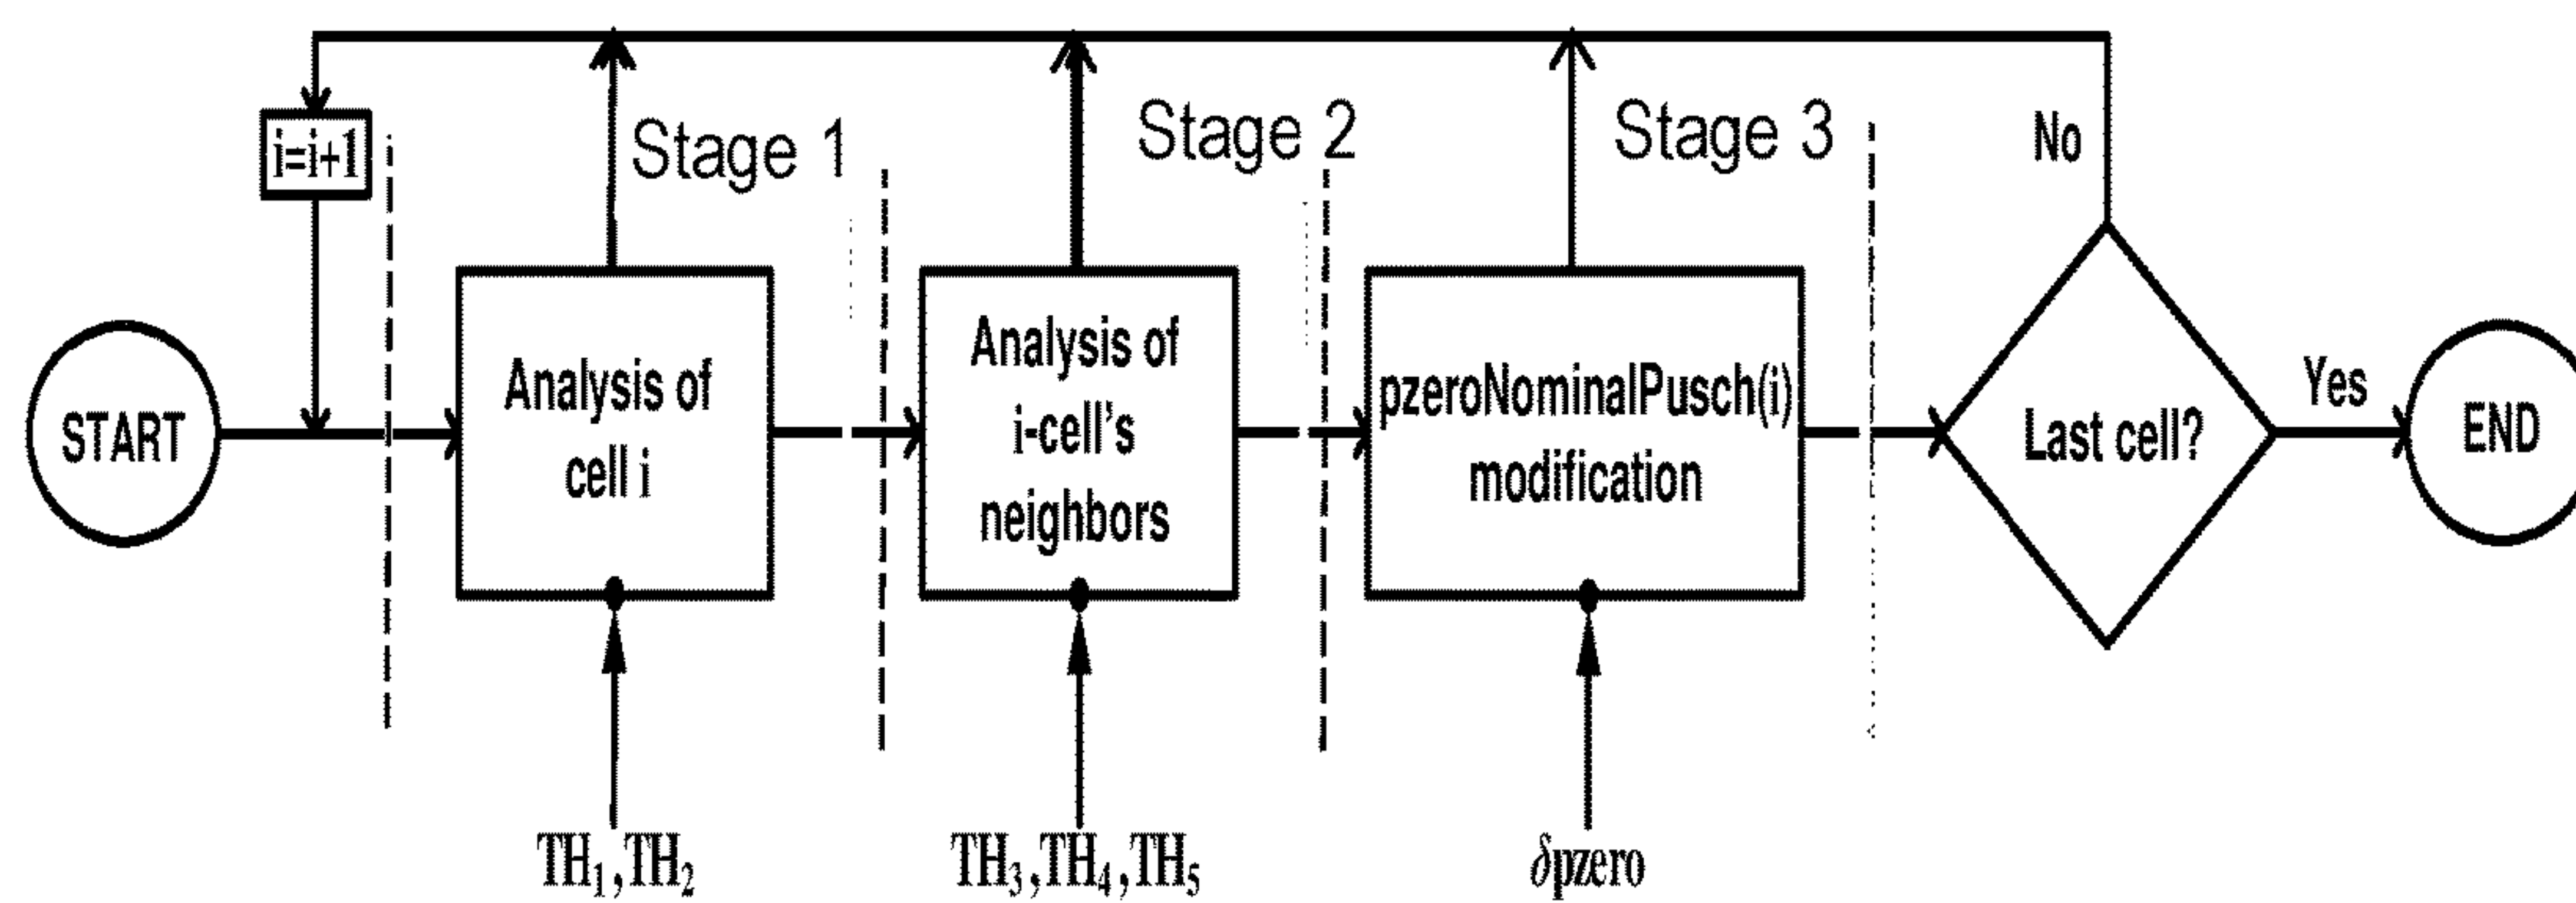 Stage 1
Stage 2
Stage 3
No
i=i+1
START
Analysis of
cell i
Analysis of
i-cell's
neighbors
pzeroNominalPusch(i)
modification
Last cell?
Yes
END
TH₁,TH₂
TH₃,TH₄,TH₅
δpzero